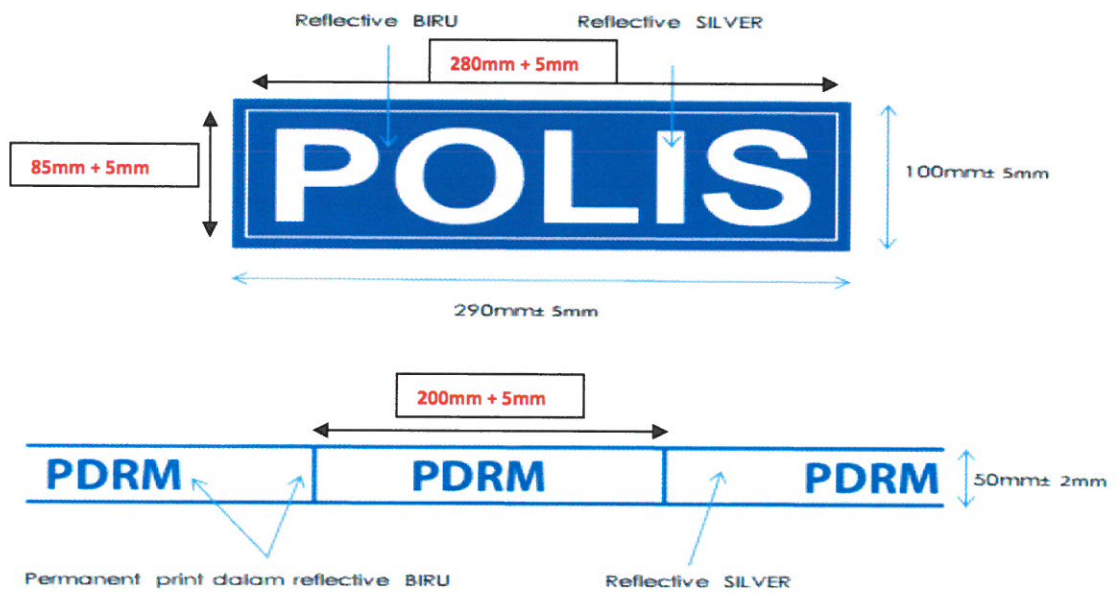 Reflective BIRU
Reflective SILVER
280mm + 5mm
POLIS
85mm + 5mm
100mm± 5mm
290mm± 5mm
200mm + 5mm
PDRM
PDRM
PDRM
50mm± 2mm
Permanent print dalam reflective BIRU
Reflective SILVER